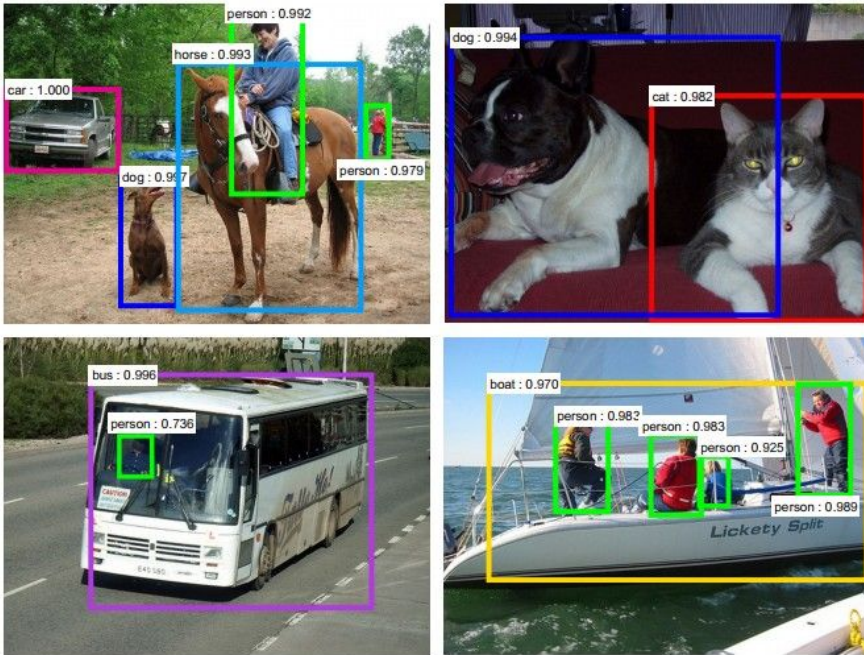 person : 0.992
horse : 0.993
car : 1.000
person : 0.979
dog : 0.997
dog : 0.994
cat : 0.982
bus : 0.996
person : 0.736
CAUTION
L
boat : 0.970
person : 0.983
person : 0.983
person : 0.925
person : 0.989
Lickety Split